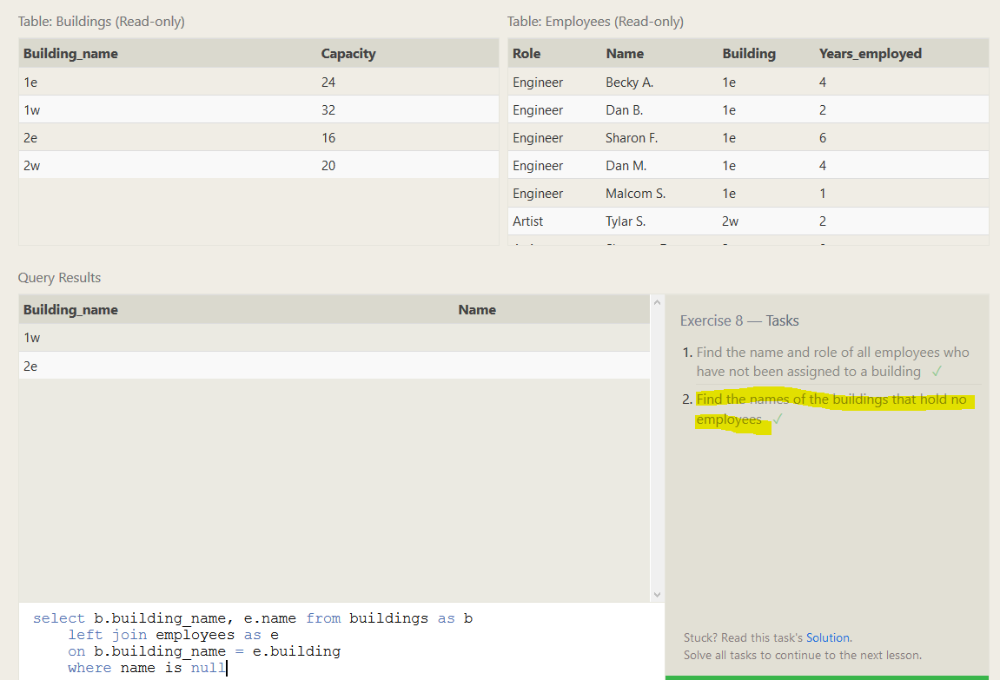 Table: Buildings (Read-only)
Building_name Capacity
1e 24
1w 32
2e 16
2w 20
Table: Employees (Read-only)
Role Name Building Years_employed
Engineer Becky A. 1e 4
Engineer Dan B. 1e 2
Engineer Sharon F. 1e 6
Engineer Dan M. 1e 4
Engineer Malcom S. 1e 1
Artist Tylar S. 2w 2
Query Results
Building_name Name
1w
2e
Exercise 8 — Tasks
1. Find the name and role of all employees who
have not been assigned to a building ✓
2. Find the names of the buildings that hold no
employees ✓
Stuck? Read this task's Solution.
Solve all tasks to continue to the next lesson.
select b.building_name, e.name from buildings as b
left join employees as e
on b.building_name = e.building
where name is null